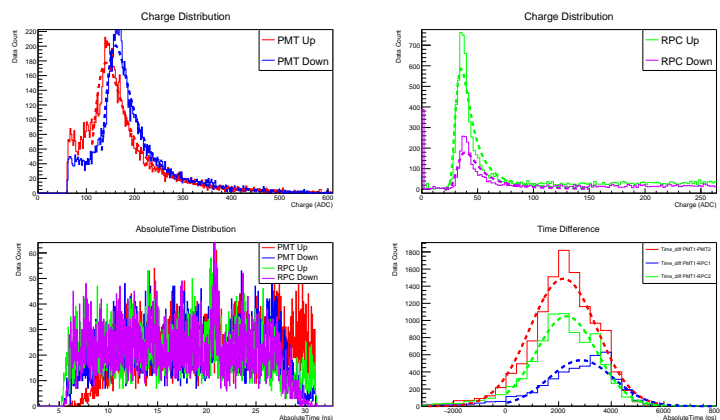 Charge Distribution
Data Count
220
200
180
160
140
120
100
80
60
40
20
0
0
100
200
300
400
500
600
Charge (ADC)
PMT Up
PMT Down
Charge Distribution
Data Count
700
600
500
400
300
200
100
0
0
50
100
150
200
250
Charge (ADC)
RPC Up
RPC Down
AbsoluteTime Distribution
Data Count
60
50
40
30
20
10
0
5
10
15
20
25
30
AbsoluteTime (ns)
PMT Up
PMT Down
RPC Up
RPC Down
Time Difference
Data Count
1800
1600
1400
1200
1000
800
600
400
200
0
-2000
0
2000
4000
6000
8000
AbsoluteTime (ps)
Time_diff PMT1-PMT2
Time_diff PMT1-RPC1
Time_diff PMT1-RPC2